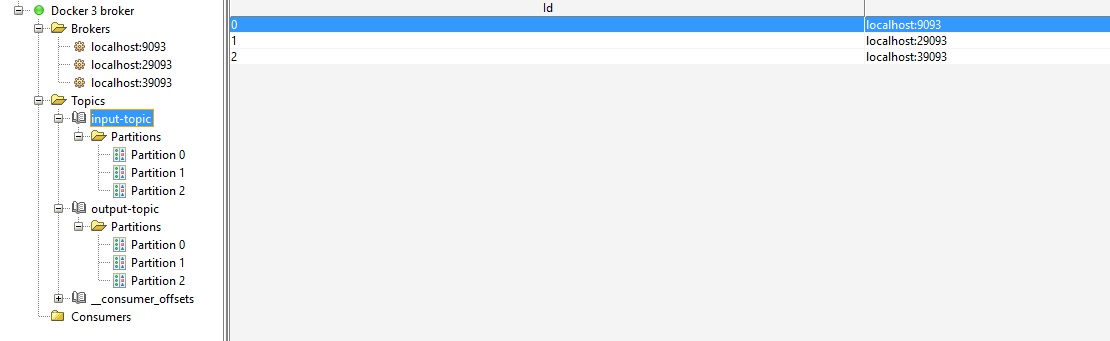 Docker 3 broker
Brokers
localhost:9093
localhost:29093
localhost:39093
Topics
input-topic
Partitions
Partition 0
Partition 1
Partition 2
output-topic
Partitions
Partition 0
Partition 1
Partition 2
__consumer_offsets
Consumers
Id
0 localhost:9093
1 localhost:29093
2 localhost:39093